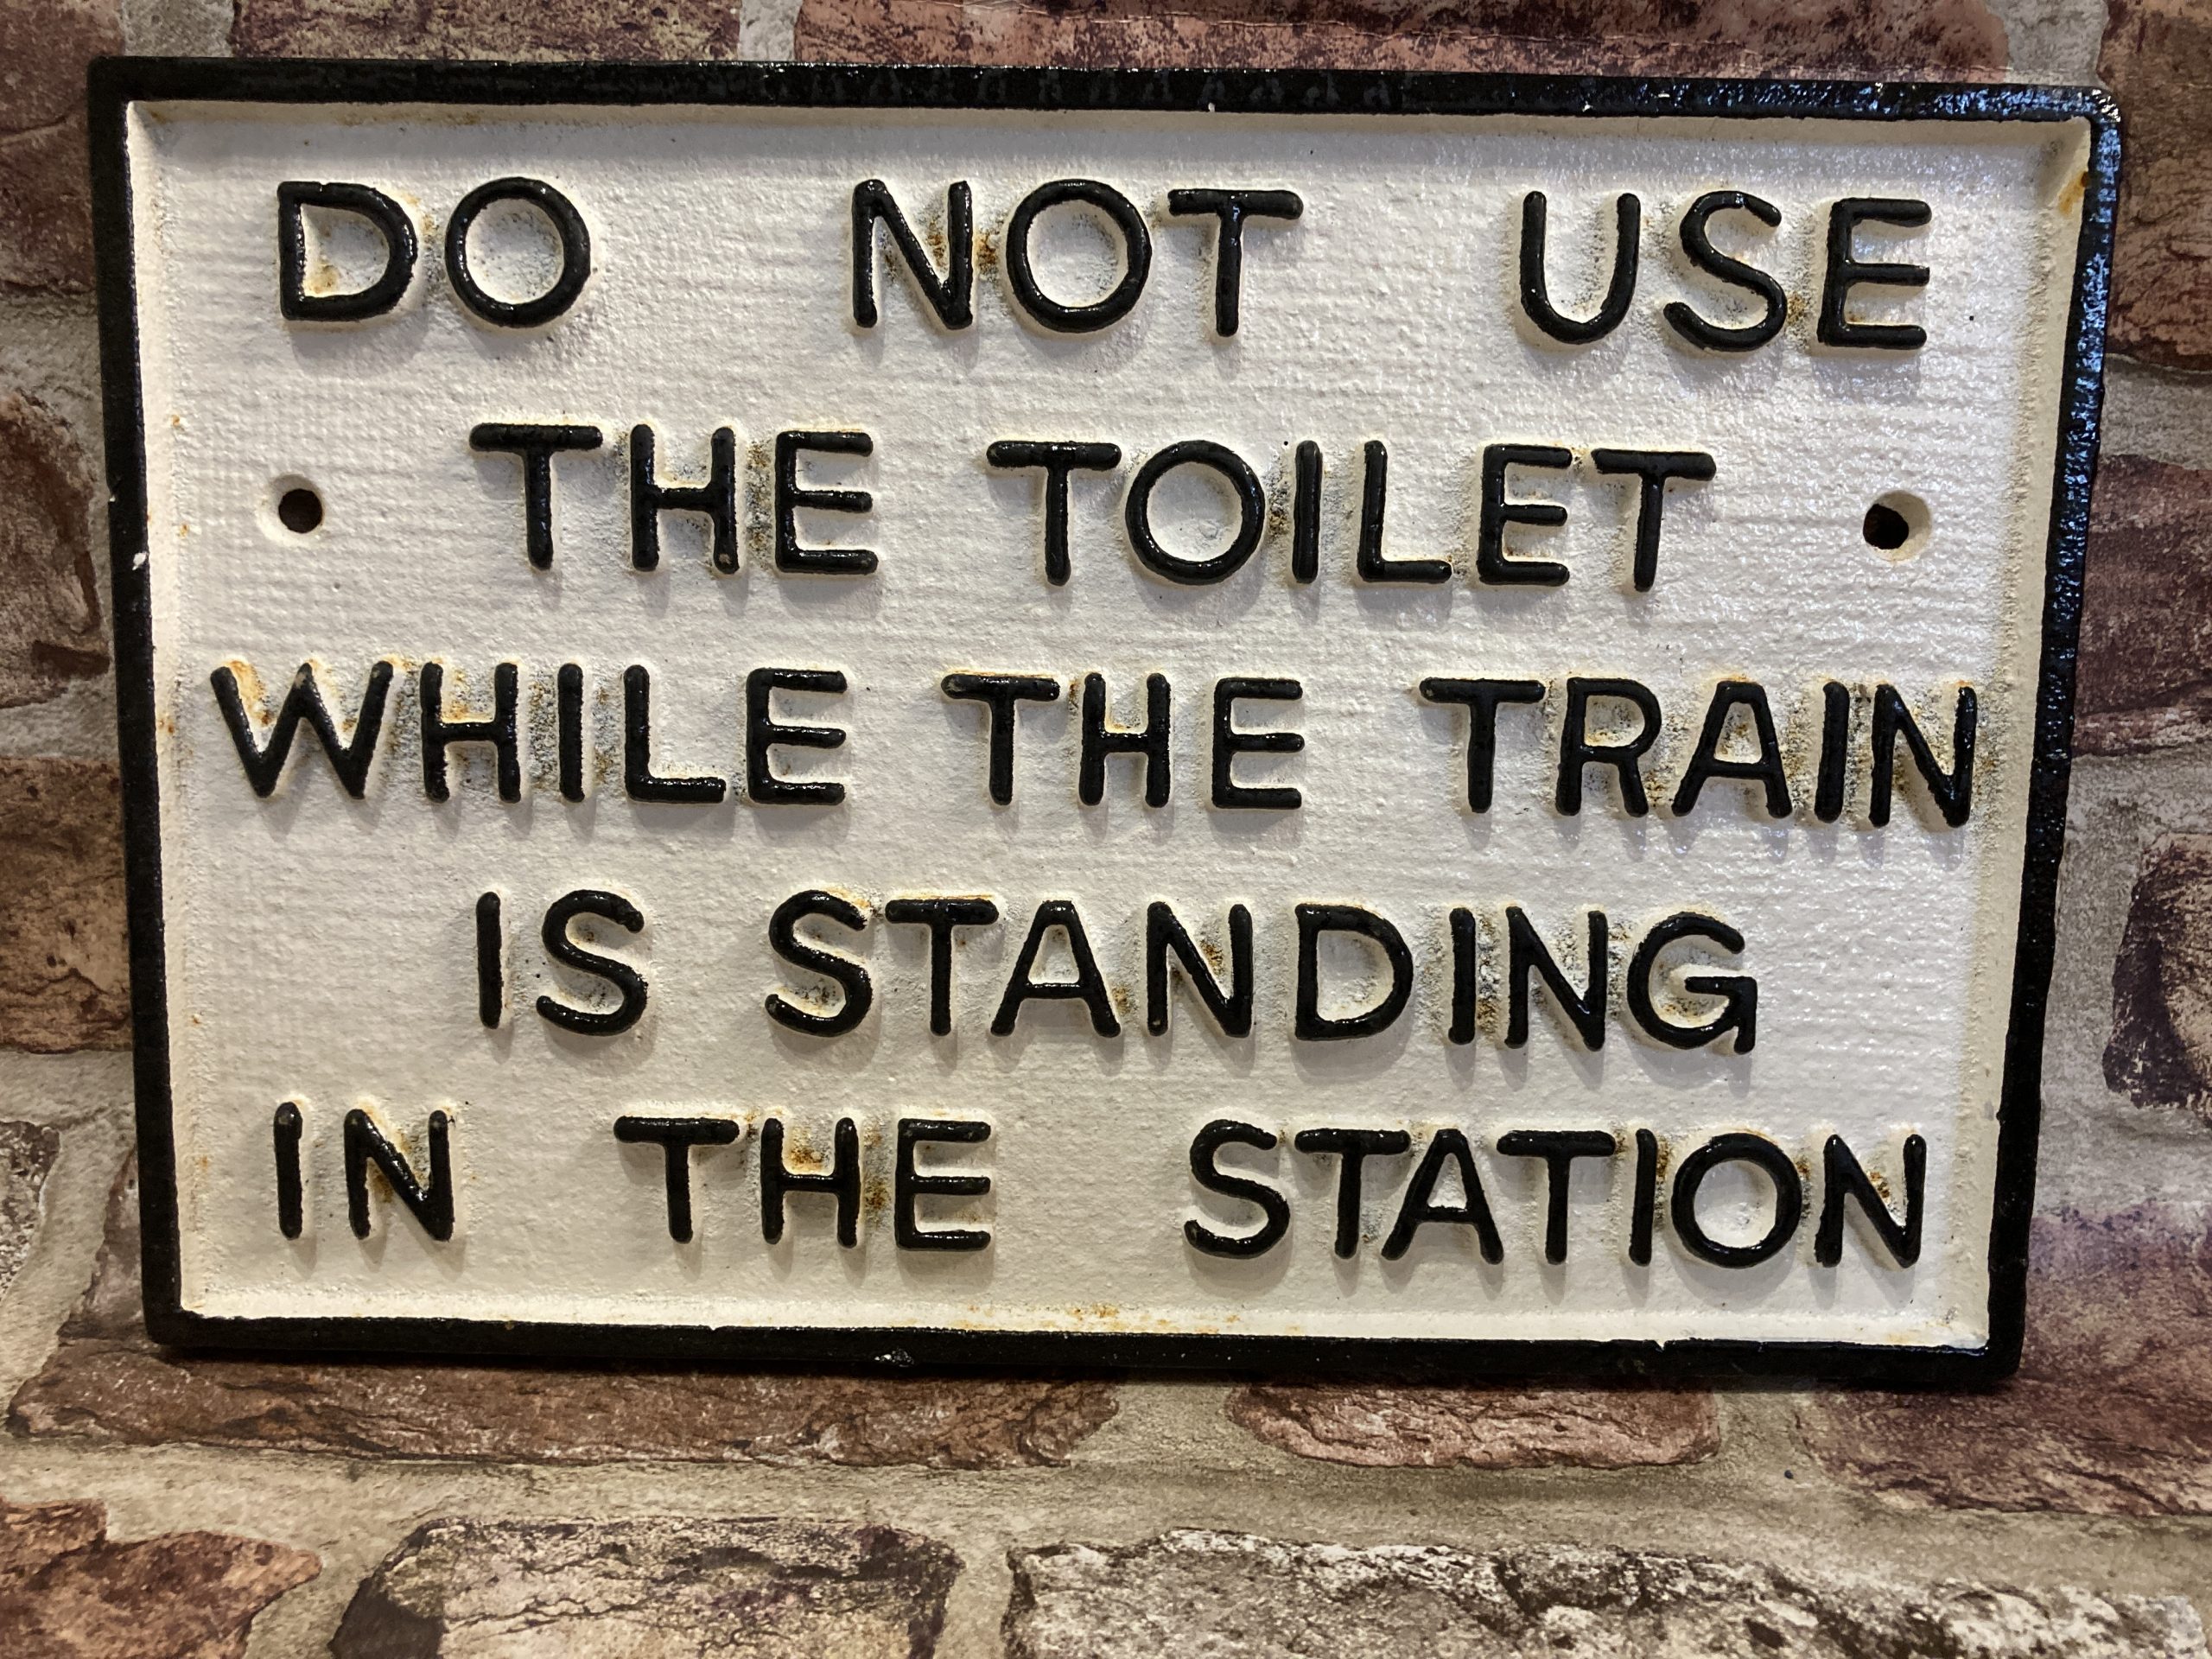 DO NOT USE
THE TOILET
WHILE THE TRAIN
IS STANDING
IN THE STATION